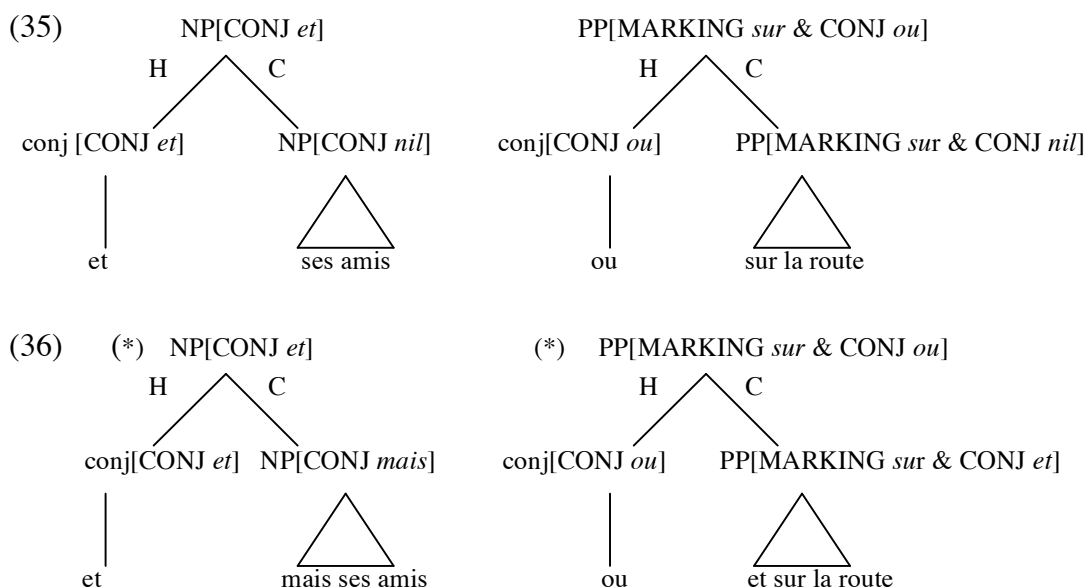 (35) NP[CONJ et] PP[MARKING sur & CONJ ou]
H C H C
conj [CONJ et] NP[CONJ nil] conj[CONJ ou] PP[MARKING sur & CONJ nil]
et ses amis ou sur la route
(36) (*) NP[CONJ et] (*) PP[MARKING sur & CONJ ou]
H C H C
conj[CONJ et] NP[CONJ mais] conj[CONJ ou] PP[MARKING sur & CONJ et]
et mais ses amis ou et sur la route